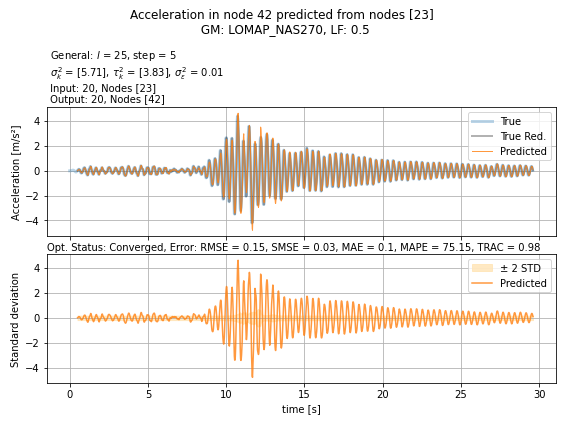 Acceleration in node 42 predicted from nodes [23]
GM: LOMAP_NAS270, LF: 0.5
General: l = 25, step = 5
σ²ₖ = [5.71], τ²ₖ = [3.83], σ²ε = 0.01
Input: 20, Nodes [23]
Output: 20, Nodes [42]
Acceleration [m/s²]
4
2
0
−2
−4
True
True Red.
Predicted
Opt. Status: Converged, Error: RMSE = 0.15, SMSE = 0.03, MAE = 0.1, MAPE = 75.15, TRAC = 0.98
Standard deviation
4
2
0
−2
−4
± 2 STD
Predicted
0 5 10 15 20 25 30
time [s]